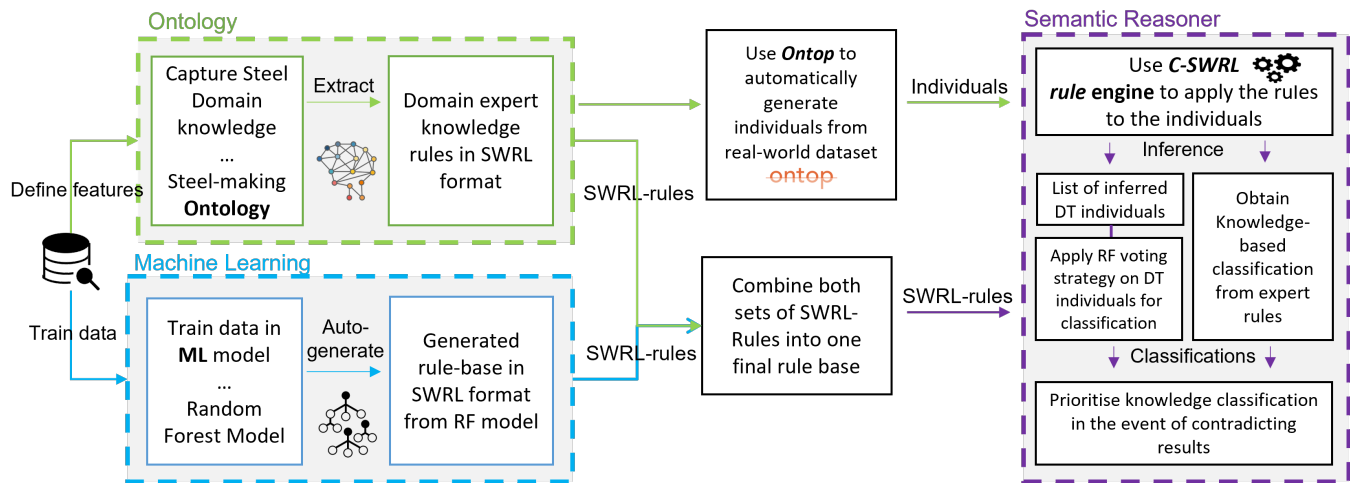 Ontology
Capture Steel
Domain
knowledge
...
Steel-making
Ontology
Extract
Domain expert
knowledge
rules in SWRL
format
Define features
Train data
Machine Learning
Train data in
ML model
...
Random
Forest Model
Auto-
generate
Generated
rule-base in
SWRL format
from RF model
SWRL-rules
SWRL-rules
Use Ontop to
automatically
generate
individuals from
real-world dataset
ontop
Combine both
sets of SWRL-
Rules into one
final rule base
Individuals
SWRL-rules
Semantic Reasoner
Use C-SWRL
rule engine to apply the rules
to the individuals
Inference
List of inferred
DT individuals
Apply RF voting
strategy on DT
individuals for
classification
Obtain
Knowledge-
based
classification
from expert
rules
Classifications
Prioritise knowledge classification
in the event of contradicting
results